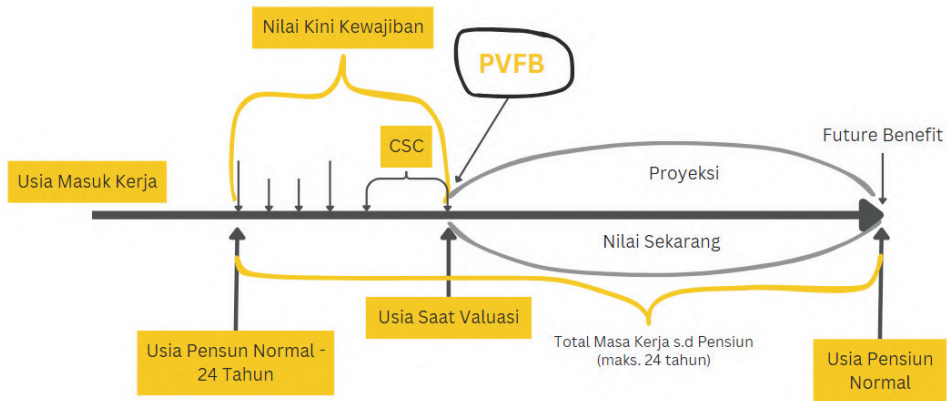 Nilai Kini Kewajiban
PVFB
CSC
Future Benefit
Usia Masuk Kerja
Proyeksi
Nilai Sekarang
Usia Saat Valuasi
Usia Pensun Normal -
24 Tahun
Total Masa Kerja s.d Pensiun
(maks. 24 tahun)
Usia Pensiun
Normal